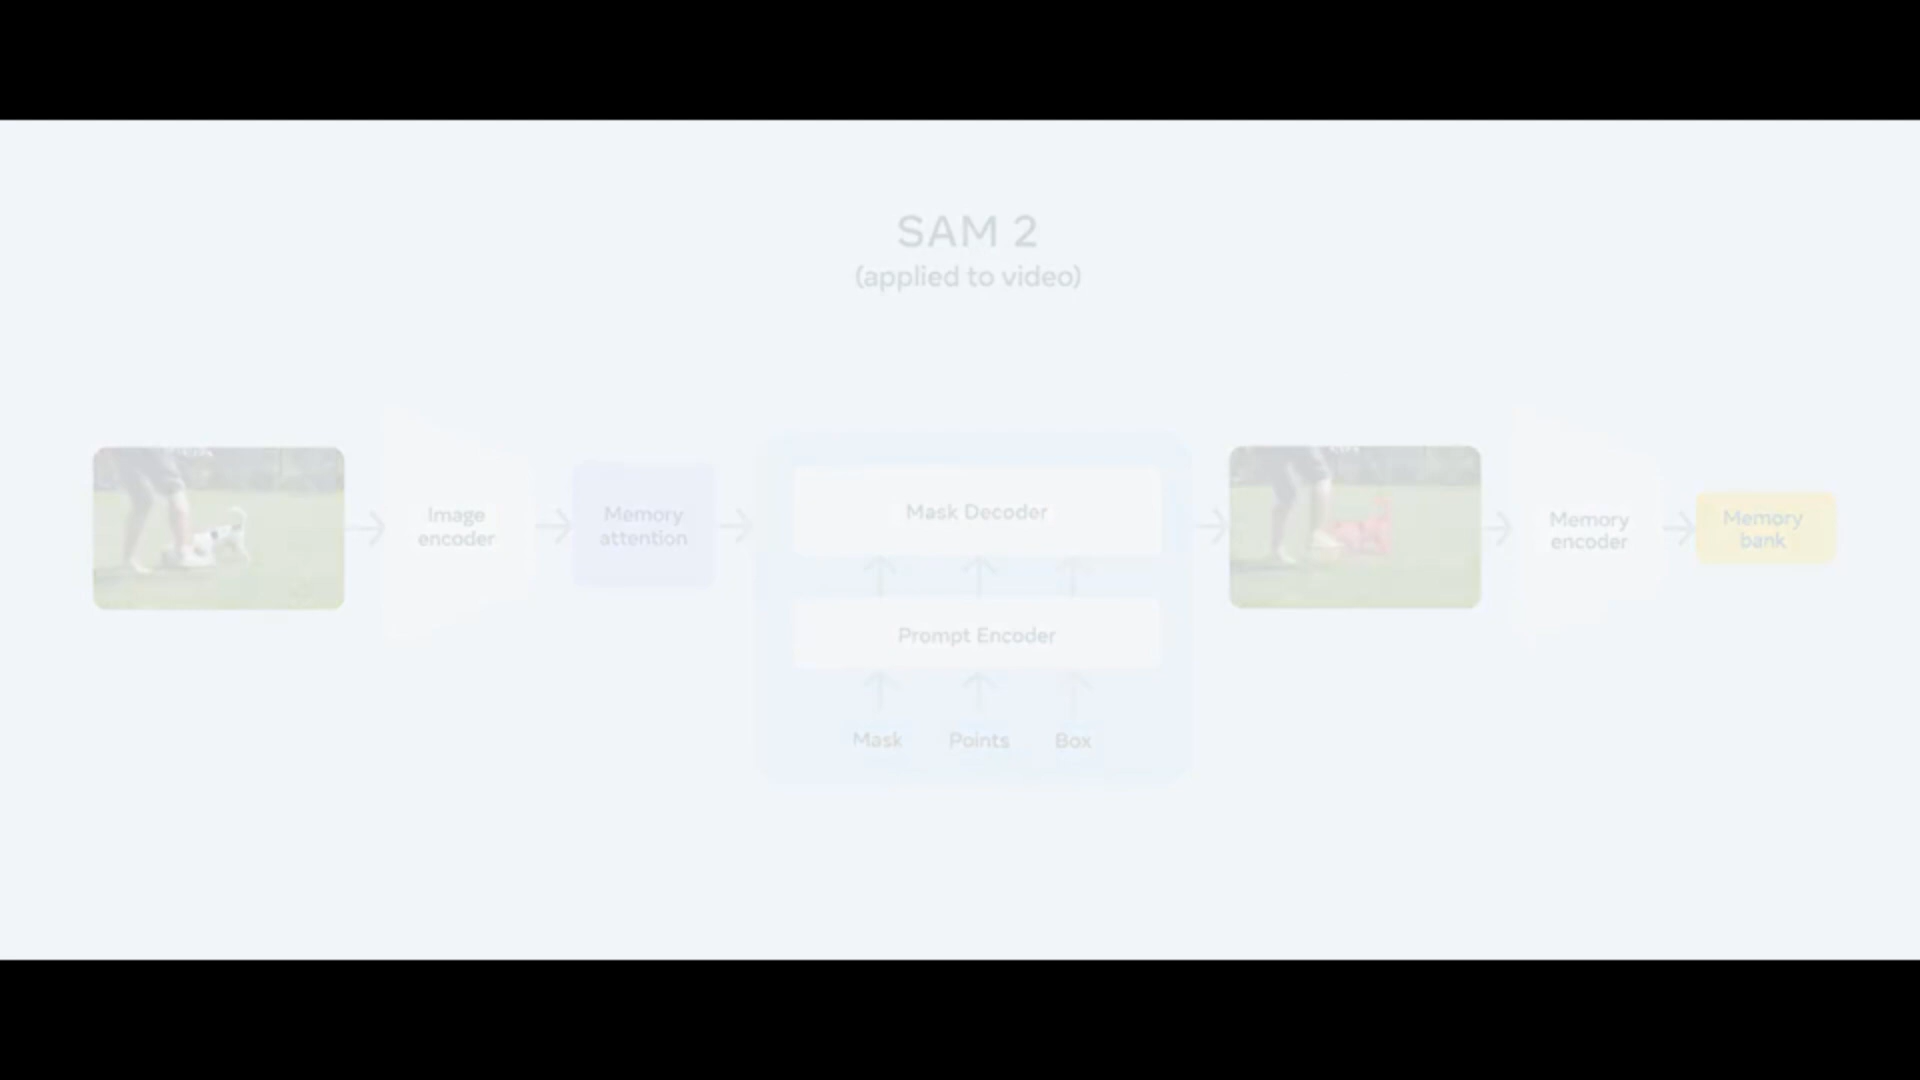 SAM 2
(applied to video)
Image
encoder
Memory
attention
Mask Decoder
Prompt Encoder
Mask
Points
Box
Memory
encoder
Memory
bank